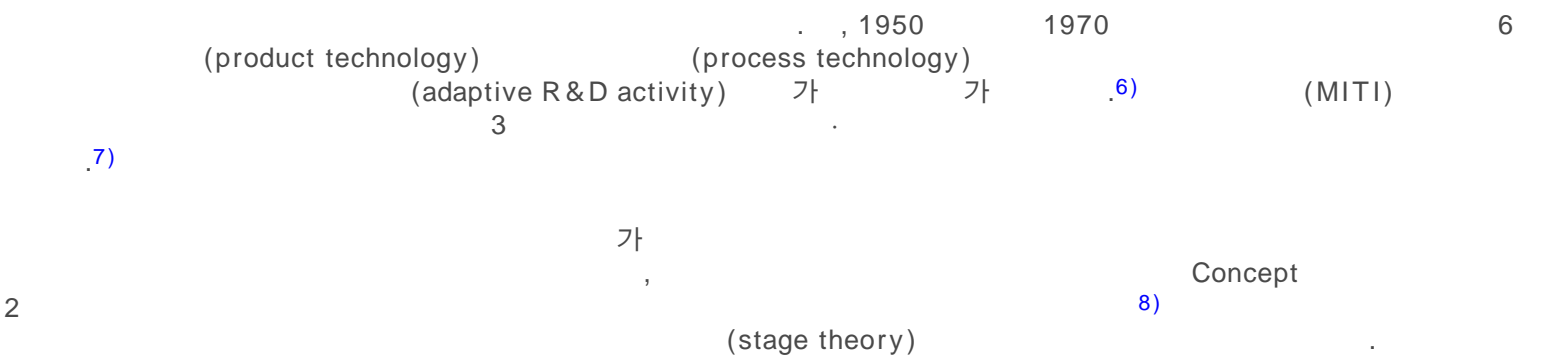 . , 1950 1970 6
(product technology) (process technology)
(adaptive R&D activity) 가 가 .6) (MITI)
3 .
.7)
가
, Concept
2 8)
(stage theory) .